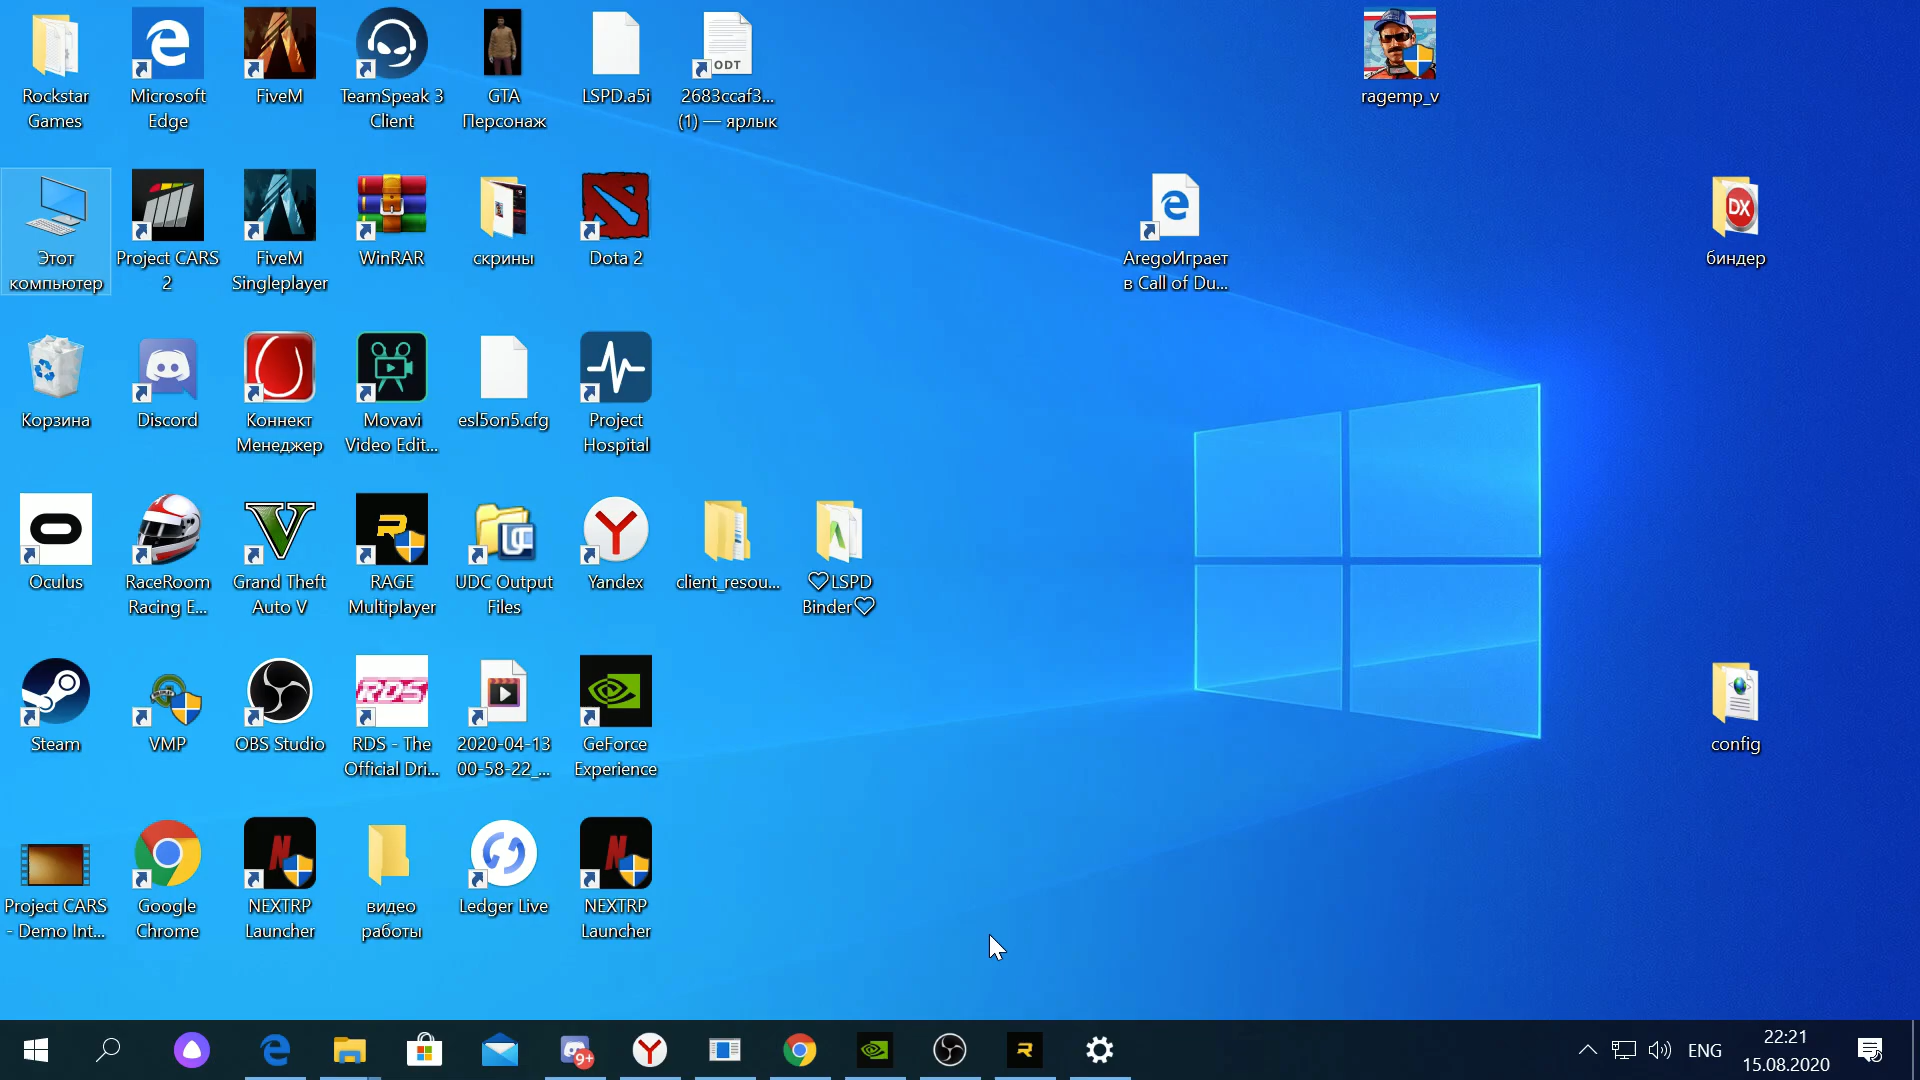 Rockstar
Games
Microsoft
Edge
FiveM
TeamSpeak 3
Client
GTA
Персонаж
LSPD.a5i
ODT
2683ccaf3...
(1) — ярлык
ragemp_v
Этот
компьютер
Project CARS
2
FiveM
Singleplayer
WinRAR
скрины
Dota 2
AregoИграет
в Call of Du...
DX
биндер
Корзина
Discord
Коннект
Менеджер
Movavi
Video Edit...
esl5on5.cfg
Project
Hospital
Oculus
RaceRoom
Racing E...
Grand Theft
Auto V
RAGE
Multiplayer
UDC Output
Files
Yandex
client_resou...
♡LSPD
Binder♡
Steam
VMP
OBS Studio
RDS
RDS - The
Official Dri...
2020-04-13
00-58-22_...
GeForce
Experience
config
Project CARS
- Demo Int...
Google
Chrome
NEXTRP
Launcher
видео
работы
Ledger Live
NEXTRP
Launcher
9+
ENG
22:21
15.08.2020